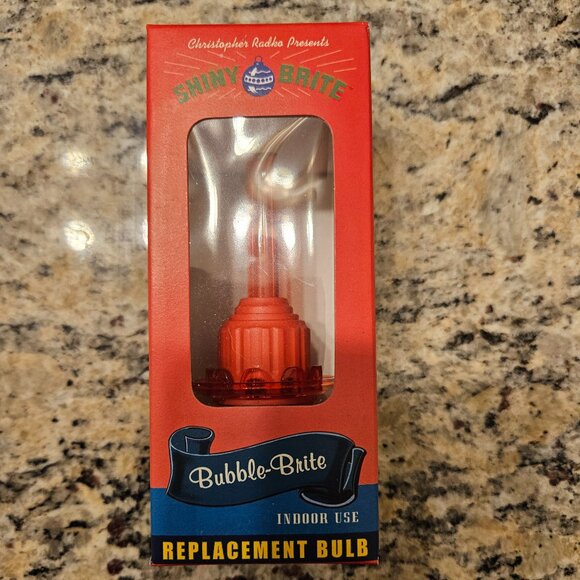 Christopher Radko Presents
SHINY BRITE
Bubble-Brite
INDOOR USE
REPLACEMENT BULB